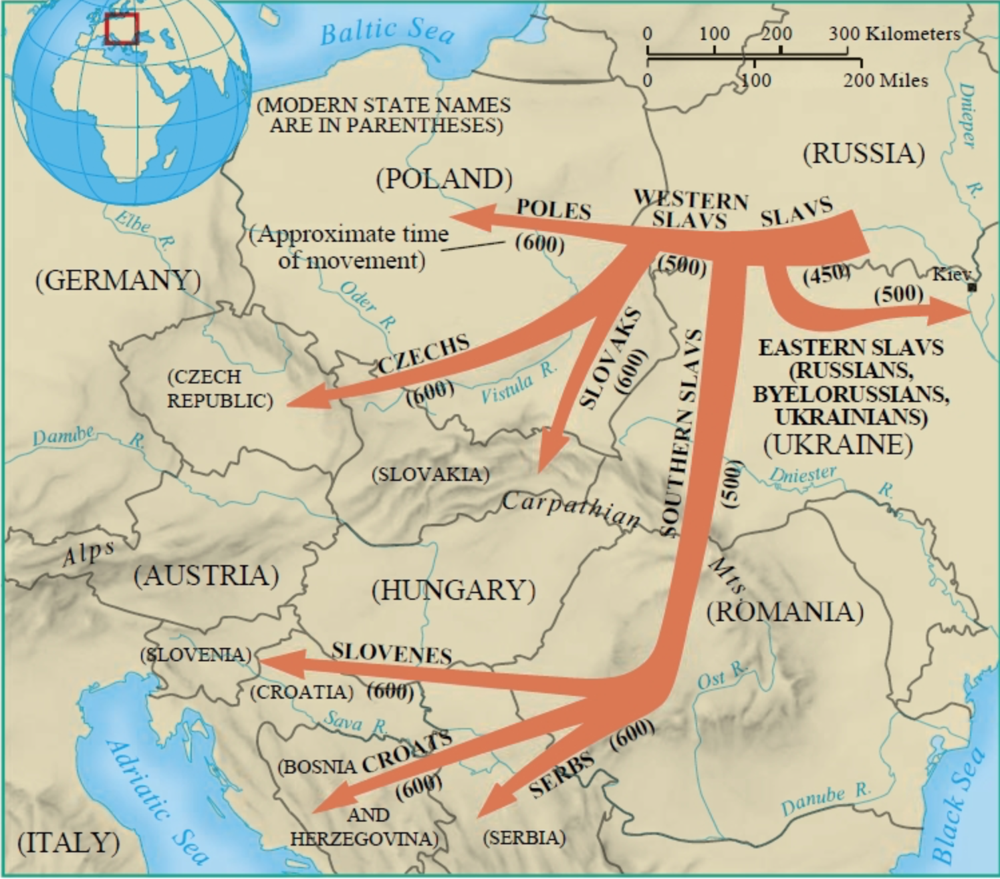 Baltic Sea
0 100 200 300 Kilometers
0 100 200 Miles
Dnieper
R.
(MODERN STATE NAMES
ARE IN PARENTHESES)
(RUSSIA)
(POLAND)
WESTERN
SLAVS
SLAVS
POLES
(600)
Elbe R.
(Approximate time
of movement)
(500)
(450)
Kiev
(GERMANY)
(500)
Oder R.
CZECHS
(600)
SLOVAKS
(600)
SOUTHERN SLAVS
(500)
EASTERN SLAVS
(RUSSIANS,
BYELORUSSIANS,
UKRAINIANS)
(UKRAINE)
(CZECH
REPUBLIC)
Vistula R.
Danube R.
(SLOVAKIA)
Dniester R.
Carpathian
Mts.
Alps
(AUSTRIA)
(HUNGARY)
(ROMANIA)
SLOVENES
(600)
(SLOVENIA)
(CROATIA)
Ost R.
Sava R.
CROATS
(600)
(BOSNIA
AND
HERZEGOVINA)
SERBS
(600)
(SERBIA)
Adriatic Sea
Danube R.
Black Sea
(ITALY)